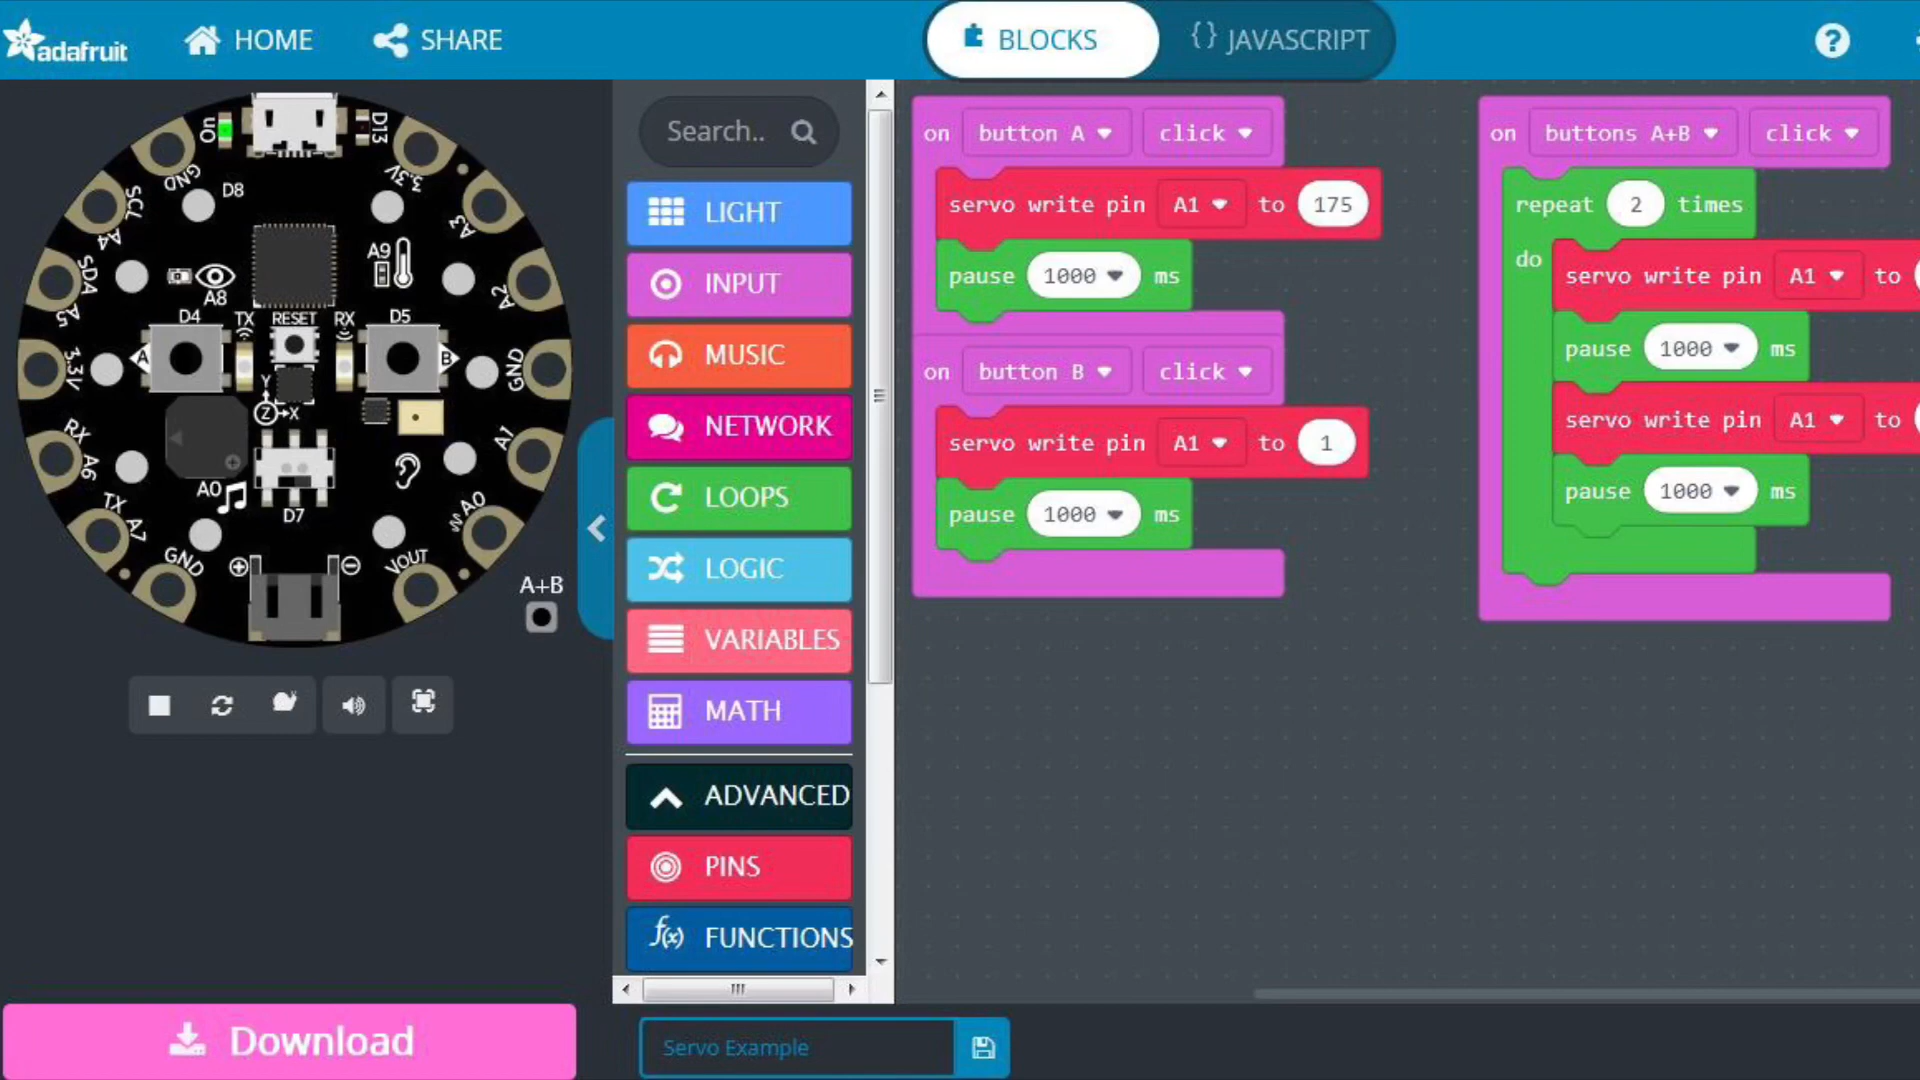 adafruit HOME SHARE BLOCKS {} JAVASCRIPT ?
On D13
GND 3.3V
SCL A4 D8 A3
SDA A5 A8 A9 A2
D4 TX RESET RX D5
A B
3.3V GND
Y
Z X
RX A6 A1
A0 A0
TX A7 D7
GND VOUT
A+B
Download
Search..
LIGHT
INPUT
MUSIC
NETWORK
LOOPS
LOGIC
VARIABLES
MATH
ADVANCED
PINS
f(x) FUNCTIONS
on button A click
servo write pin A1 to 175
pause 1000 ms
on button B click
servo write pin A1 to 1
pause 1000 ms
on buttons A+B click
repeat 2 times
do
servo write pin A1 to
pause 1000 ms
servo write pin A1 to
pause 1000 ms
Servo Example